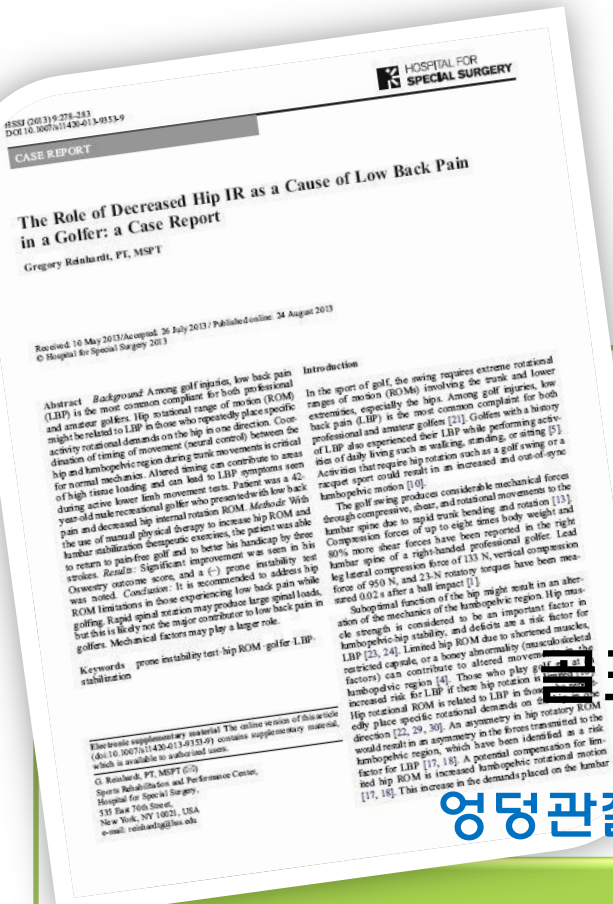 HOSPITAL FOR
SPECIAL SURGERY
HSSJ (2013) 9:278–283
DOI 10.1007/s11420-013-9353-9
CASE REPORT
The Role of Decreased Hip IR as a Cause of Low Back Pain
in a Golfer: a Case Report
Gregory Reinhardt, PT, MSPT
Received: 10 May 2013/Accepted: 26 July 2013 / Published online: 24 August 2013
© Hospital for Special Surgery 2013
Abstract Background: Among golf injuries, low back pain
(LBP) is the most common compliant for both professional
and amateur golfers. Hip rotational range of motion (ROM)
might be related to LBP in those who repeatedly place specific
activity rotational demands on the hip in one direction. Coor-
dination of timing of movement (neural control) between the
hip and lumbopelvic region during trunk movements is critical
for normal mechanics. Altered timing can contribute to areas
of high tissue loading and can lead to LBP symptoms seen
during active lower limb movement tests. Patient was a 42-
year-old male recreational golfer who presented with low back
pain and decreased hip internal rotation ROM. Methods: With
the use of manual physical therapy to increase hip ROM and
lumbar stabilization therapeutic exercises, the patient was able
to return to pain-free golf and to better his handicap by three
strokes. Results: Significant improvement was seen in his
Oswestry outcome score, and a (–) prone instability test
was noted. Conclusion: It is recommended to address hip
ROM limitations in those experiencing low back pain while
golfing. Rapid spinal rotation may produce large spinal loads,
but this is likely not the major contributor to low back pain in
golfers. Mechanical factors may play a larger role.
Keywords prone instability test · hip ROM · golfer · LBP ·
stabilization
Electronic supplementary material The online version of this article
(doi:10.1007/s11420-013-9353-9) contains supplementary material,
which is available to authorized users.
G. Reinhardt, PT, MSPT
Sports Rehabilitation and Performance Center,
Hospital for Special Surgery,
535 East 70th Street,
New York, NY 10021, USA
e-mail: reinhardtg@hss.edu
Introduction
In the sport of golf, the swing requires extreme rotational
ranges of motion (ROMs) involving the trunk and lower
extremities, especially the hips. Among golf injuries, low
back pain (LBP) is the most common complaint for both
professional and amateur golfers [21]. Golfers with a history
of LBP also experienced their LBP while performing activ-
ities of daily living such as walking, standing, or sitting [5].
Activities that require hip rotation such as a golf swing or a
racquet sport could result in an increased and out-of-sync
lumbopelvic motion [10].
The golf swing produces considerable mechanical forces
through compressive, shear, and rotational movements to the
lumbar spine due to rapid trunk bending and rotation [13].
Compression forces of up to eight times body weight and
80% more shear forces have been reported in the right
lumbar spine of a right-handed professional golfer. Lead
leg lateral compression force of 133 N, vertical compression
force of 950 N, and 23-N rotatory torques have been mea-
sured 0.02 s after a ball impact [1].
Suboptimal function of the hip might result in an alter-
ation of the mechanics of the lumbopelvic region. Hip mus-
cle strength is considered to be an important factor in
lumbopelvic-hip stability, and deficits are a risk factor for
LBP [23, 24]. Limited hip ROM due to shortened muscles,
restricted capsule, or a boney abnormality (musculoskeletal
factors) can contribute to altered movement
lumbopelvic region [4]. Those who play
increased risk for LBP if there hip rotation is
Hip rotational ROM is related to LBP in those
edly place specific rotational demands on
direction [22, 29, 30]. An asymmetry in hip rotatory ROM
would result in an asymmetry in the forces transmitted to the
lumbopelvic region, which have been identified as a risk
factor for LBP [17, 18]. A potential compensation for lim-
ited hip ROM is increased lumbopelvic rotational motion
[17, 18]. This increase in the demands placed on the lumbar
엉덩관절